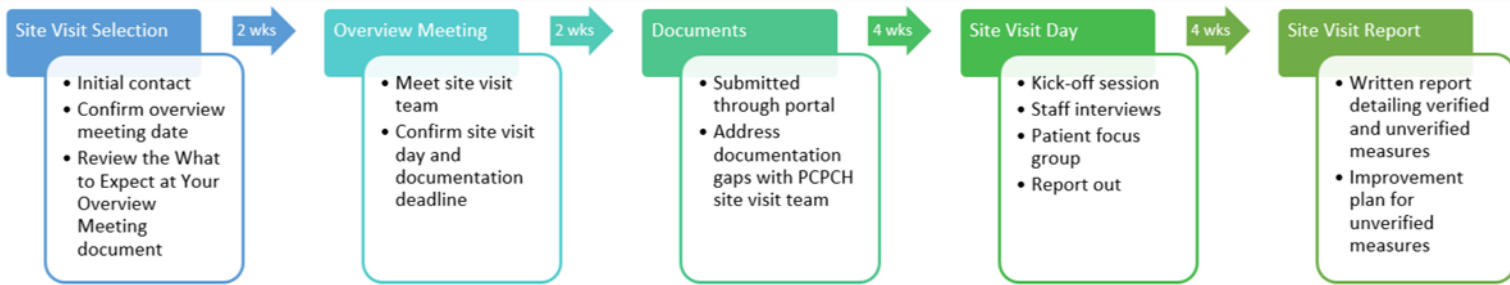 Site Visit Selection
2 wks
Overview Meeting
2 wks
Documents
4 wks
Site Visit Day
4 wks
Site Visit Report
• Initial contact
• Confirm overview
meeting date
• Review the What
to Expect at Your
Overview
Meeting
document
• Meet site visit
team
• Confirm site visit
day and
documentation
deadline
• Submitted
through portal
• Address
documentation
gaps with PCPCH
site visit team
• Kick-off session
• Staff interviews
• Patient focus
group
• Report out
• Written report
detailing verified
and unverified
measures
• Improvement
plan for
unverified
measures